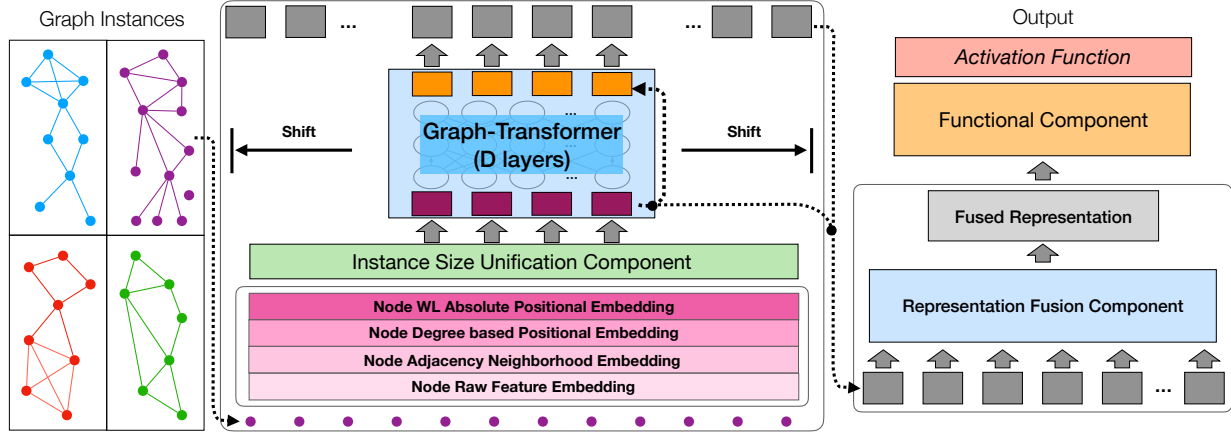 Graph Instances
...
...
Graph-Transformer
(D layers)
...
...
Shift
Shift
Instance Size Unification Component
Node WL Absolute Positional Embedding
Node Degree based Positional Embedding
Node Adjacency Neighborhood Embedding
Node Raw Feature Embedding
Output
Activation Function
Functional Component
Fused Representation
Representation Fusion Component
...